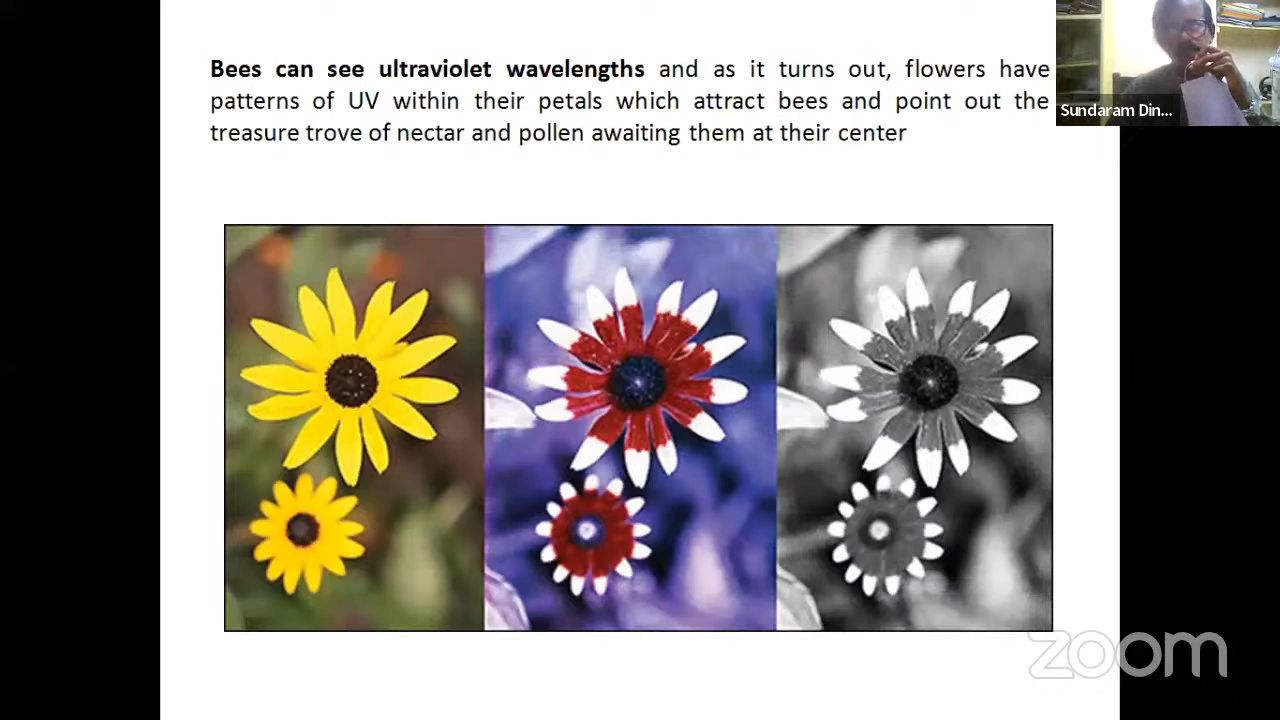 Bees can see ultraviolet wavelengths and as it turns out, flowers have
patterns of UV within their petals which attract bees and point out the
treasure trove of nectar and pollen awaiting them at their center
Sundaram Din...
zoom